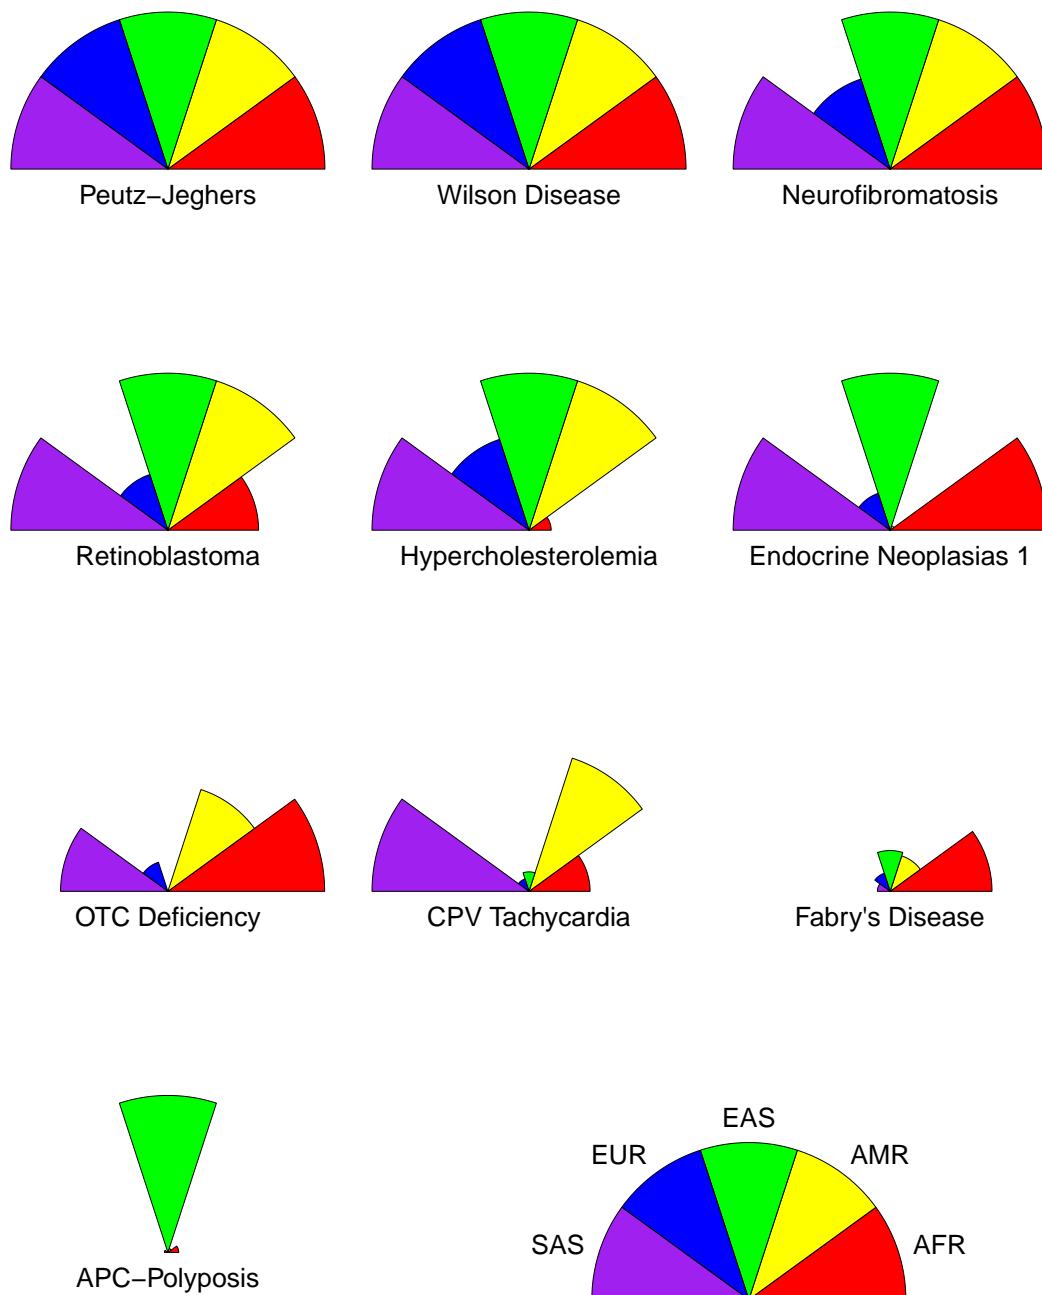 Peutz−Jeghers
Wilson Disease
Neurofibromatosis
Retinoblastoma
Hypercholesterolemia
Endocrine Neoplasias 1
OTC Deficiency
CPV Tachycardia
Fabry's Disease
APC−Polyposis
EAS
EUR
AMR
SAS
AFR